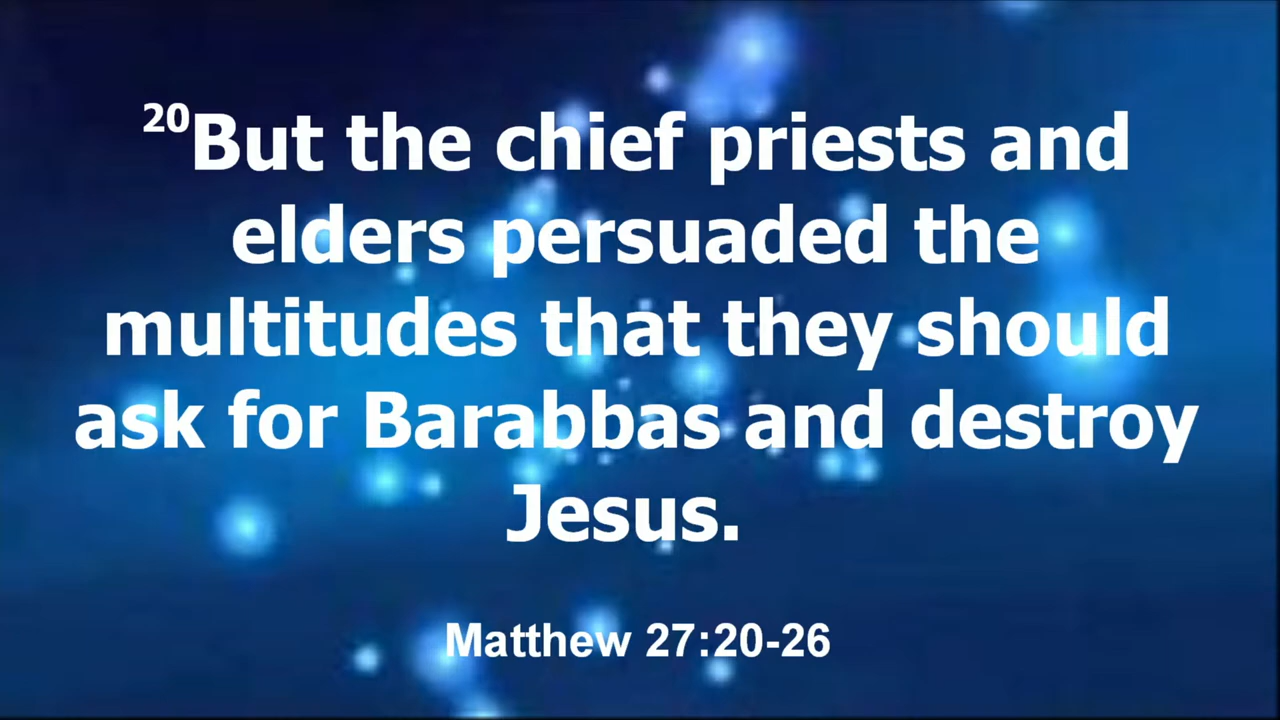 20But the chief priests and
elders persuaded the
multitudes that they should
ask for Barabbas and destroy
Jesus.
Matthew 27:20-26